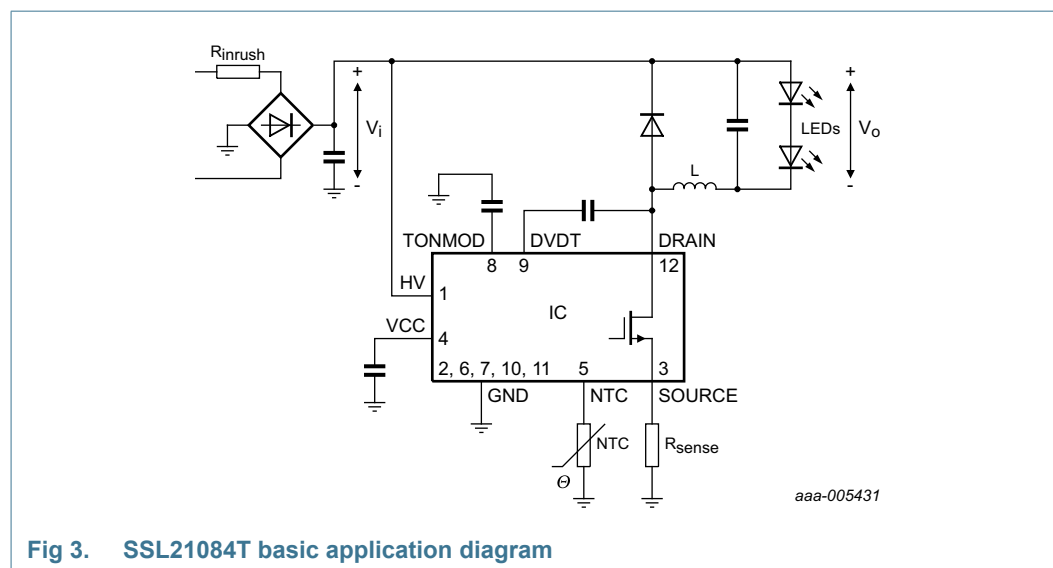 Rinrush
+
Vi
-
+
LEDs
Vo
-
L
TONMOD
DVDT
DRAIN
8
9
12
HV
1
IC
VCC
4
2, 6, 7, 10, 11
5
3
GND
NTC
SOURCE
NTC
Rsense
Θ
aaa-005431
Fig 3. SSL21084T basic application diagram